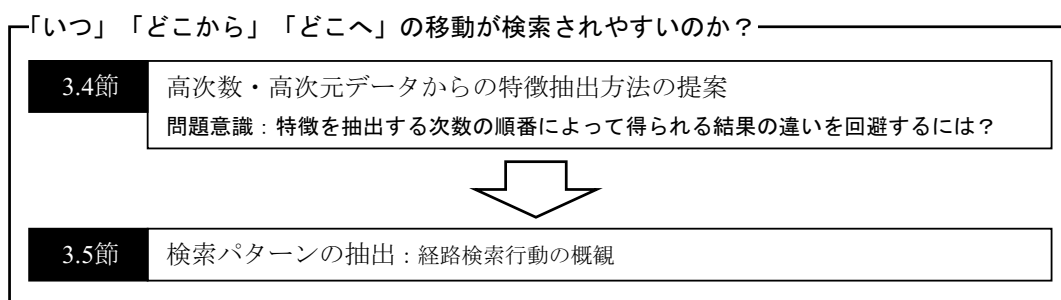 「いつ」「どこから」「どこへ」の移動が検索されやすいのか？
3.4節 高次数・高次元データからの特徴抽出方法の提案
問題意識：特徴を抽出する次数の順番によって得られる結果の違いを回避するには？
3.5節 検索パターンの抽出：経路検索行動の概観